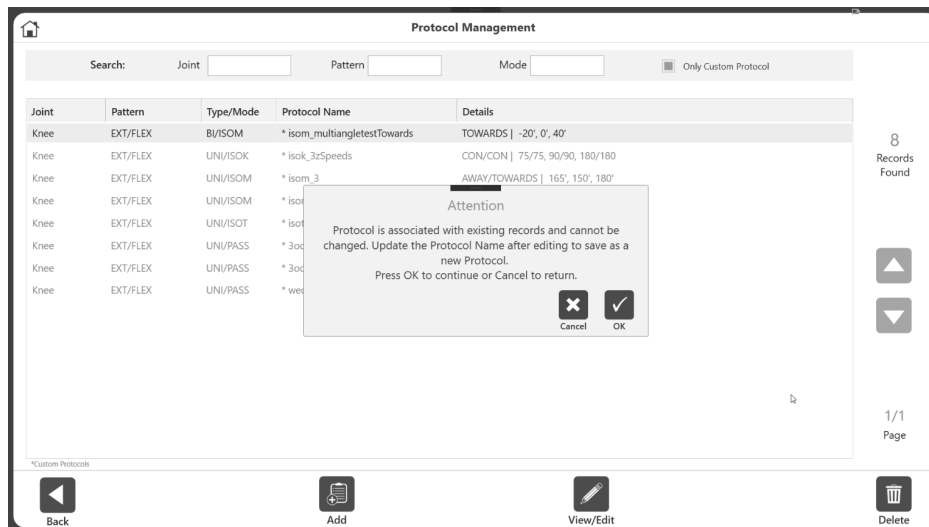 Protocol Management
Search: Joint Pattern Mode Only Custom Protocol
Joint Pattern Type/Mode Protocol Name Details
Knee EXT/FLEX BI/ISOM * isom_multiangletestTowards TOWARDS | -20', 0', 40'
Knee EXT/FLEX UNI/ISOK * isok_3zSpeeds CON/CON | 75/75, 90/90, 180/180
Knee EXT/FLEX UNI/ISOM * isom_3 AWAY/TOWARDS | 165', 150', 180'
Knee EXT/FLEX UNI/ISOM
Knee EXT/FLEX UNI/ISOT
Knee EXT/FLEX UNI/PASS
Knee EXT/FLEX UNI/PASS
Knee EXT/FLEX UNI/PASS
8
Records
Found
Attention
Protocol is associated with existing records and cannot be
changed. Update the Protocol Name after editing to save as a
new Protocol.
Press OK to continue or Cancel to return.
Cancel OK
1/1
Page
*Custom Protocols
Back Add View/Edit Delete